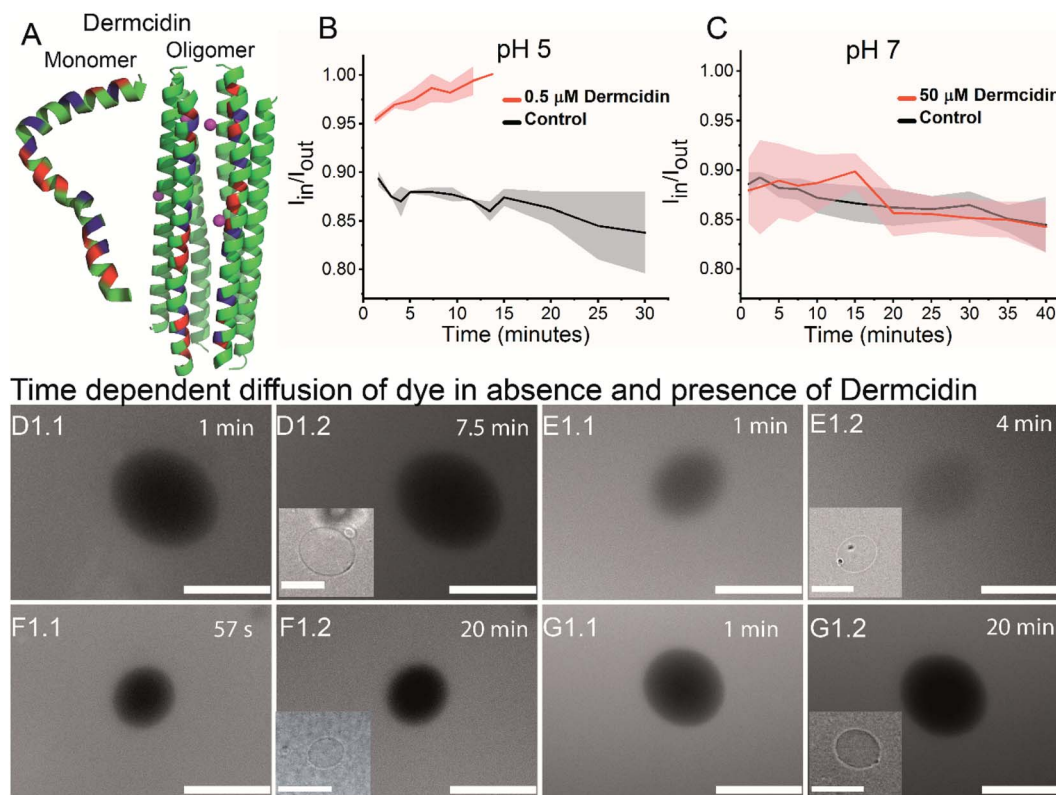 A
Dermcidin
Monomer
Oligomer
B
pH 5
0.5 µM Dermcidin
Control
I_in/I_out
1.00
0.95
0.90
0.85
0.80
0 5 10 15 20 25 30
Time (minutes)
C
pH 7
50 µM Dermcidin
Control
I_in/I_out
1.00
0.95
0.90
0.85
0.80
0 5 10 15 20 25 30 35 40
Time (minutes)
Time dependent diffusion of dye in absence and presence of Dermcidin
D1.1 1 min
D1.2 7.5 min
E1.1 1 min
E1.2 4 min
F1.1 57 s
F1.2 20 min
G1.1 1 min
G1.2 20 min